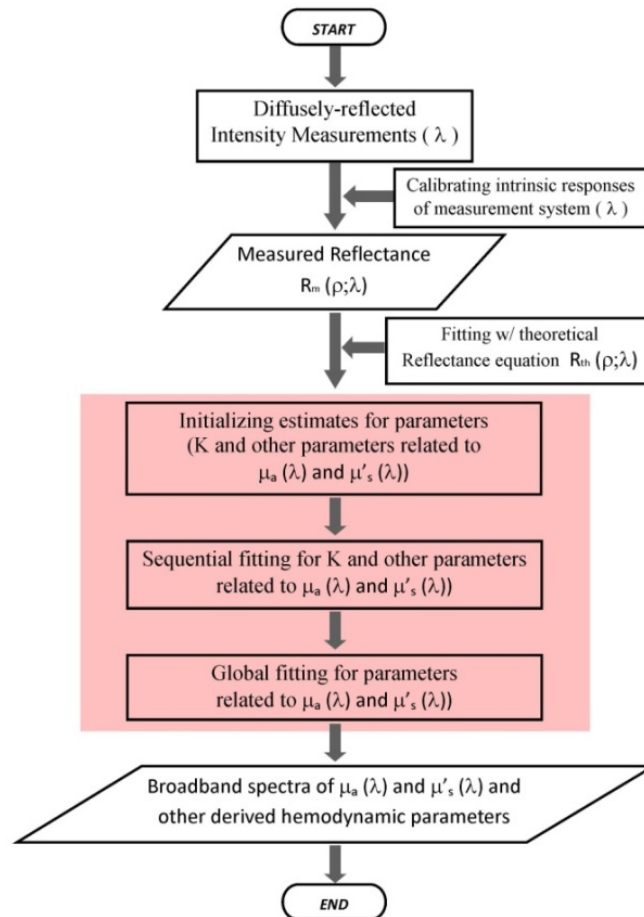 START
Diffusely-reflected
Intensity Measurements ( λ )
Calibrating intrinsic responses
of measurement system ( λ )
Measured Reflectance
Rm (ρ;λ)
Fitting w/ theoretical
Reflectance equation Rth (ρ;λ)
Initializing estimates for parameters
(K and other parameters related to
μa (λ) and μ's (λ))
Sequential fitting for K and other parameters
related to μa (λ) and μ's (λ))
Global fitting for parameters
related to μa (λ) and μ's (λ))
Broadband spectra of μa (λ) and μ's (λ) and
other derived hemodynamic parameters
END